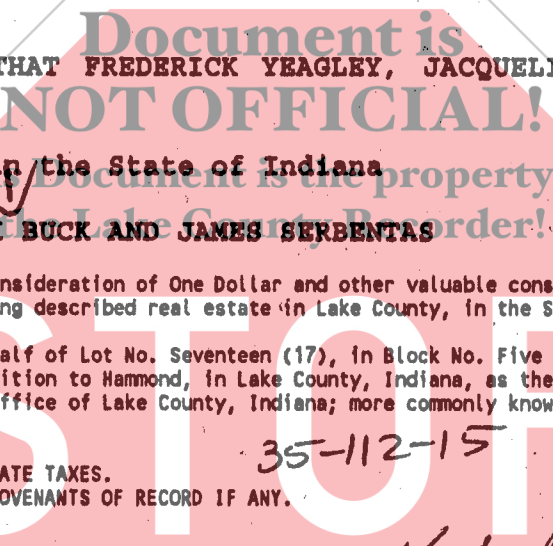 Document is
THAT FREDERICK YEAGLEY, JACQUELI
NOT OFFICIAL!
in the State of Indiana
s Document is the property
the Lake County Recorder!
BUCK AND JAMES SERBENTAS
nsideration of One Dollar and other valuable cons
ng described real estate in Lake County, in the S
STOP
alf of Lot No. Seventeen (17), in Block No. Five
ition to Hammond, in Lake County, Indiana, as the
ffice of Lake County, Indiana; more commonly know
35-112-15
ATE TAXES.
OVENANTS OF RECORD IF ANY.